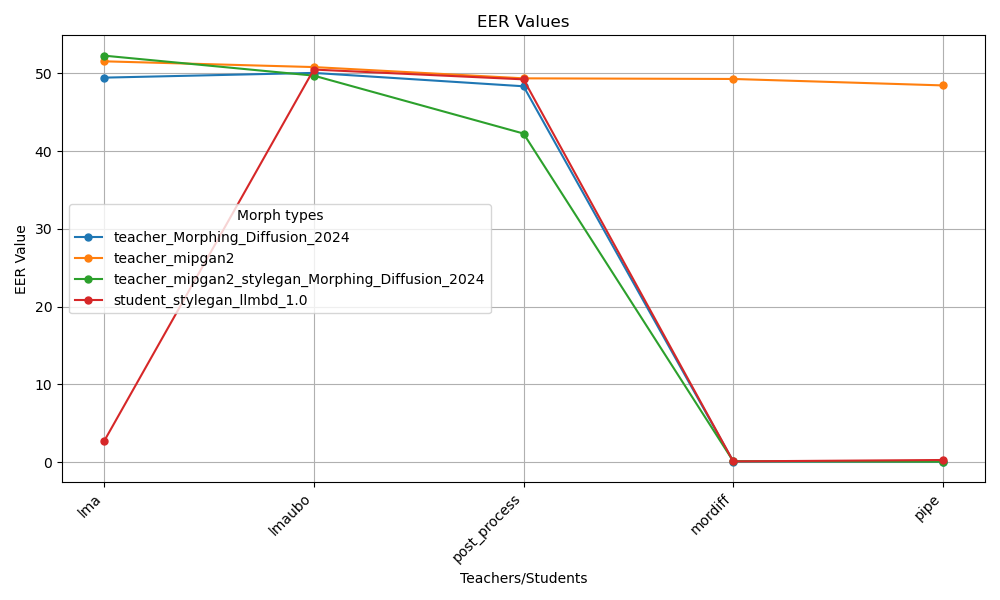 EER Values
EER Value
50
40
30
20
10
0
Morph types
teacher_Morphing_Diffusion_2024
teacher_mipgan2
teacher_mipgan2_stylegan_Morphing_Diffusion_2024
student_stylegan_llmbd_1.0
lma
lmaubo
post_process
mordiff
pipe
Teachers/Students